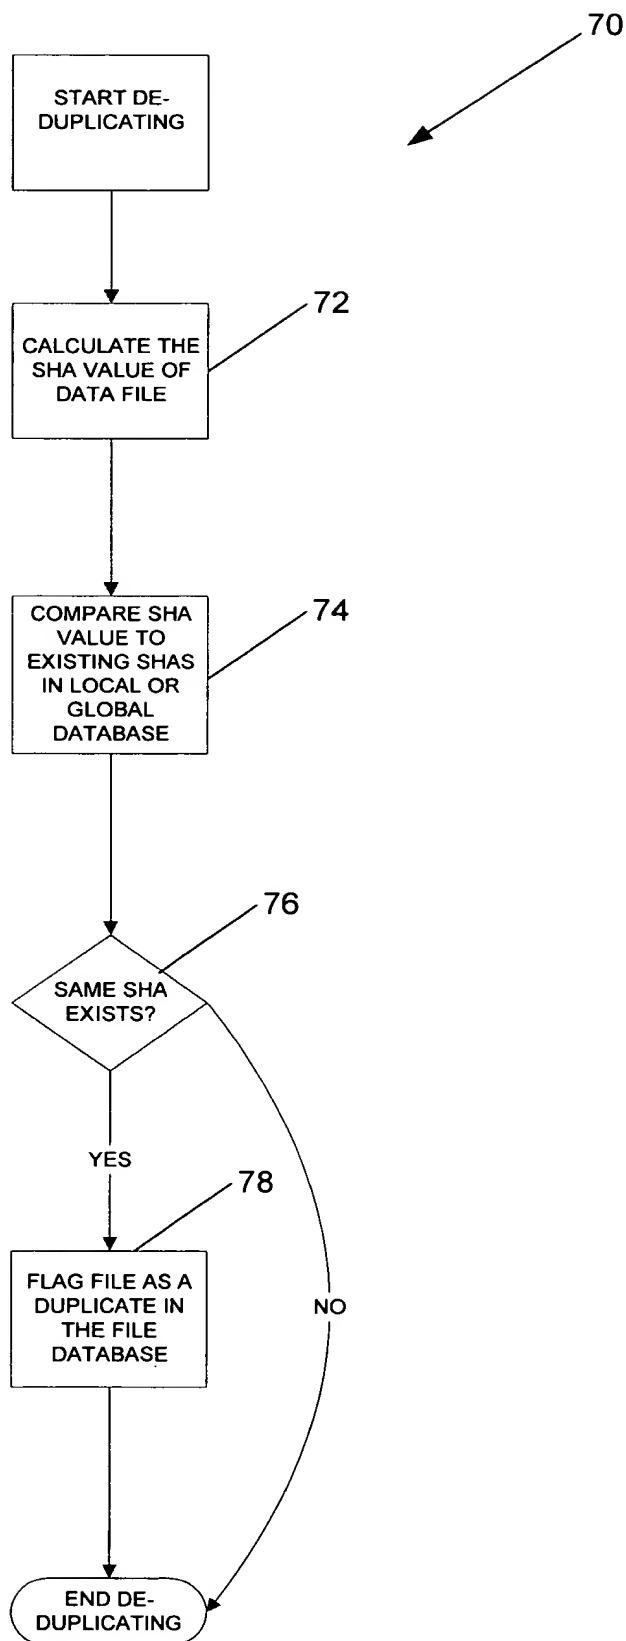 70
START DE-
DUPLICATING
72
CALCULATE THE
SHA VALUE OF
DATA FILE
74
COMPARE SHA
VALUE TO
EXISTING SHAS
IN LOCAL OR
GLOBAL
DATABASE
76
SAME SHA
EXISTS?
YES
78
FLAG FILE AS A
DUPLICATE IN
THE FILE
DATABASE
NO
END DE-
DUPLICATING